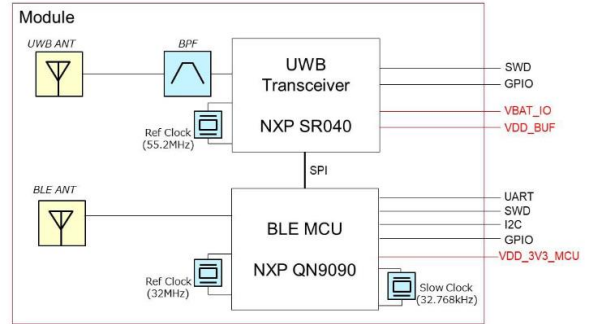 Module
UWB ANT
BPF
UWB
Transceiver
NXP SR040
SWD
GPIO
VBAT_IO
VDD_BUF
Ref Clock
(55.2MHz)
SPI
BLE ANT
BLE MCU
NXP QN9090
UART
SWD
I2C
GPIO
VDD_3V3_MCU
Ref Clock
(32MHz)
Slow Clock
(32.768kHz)